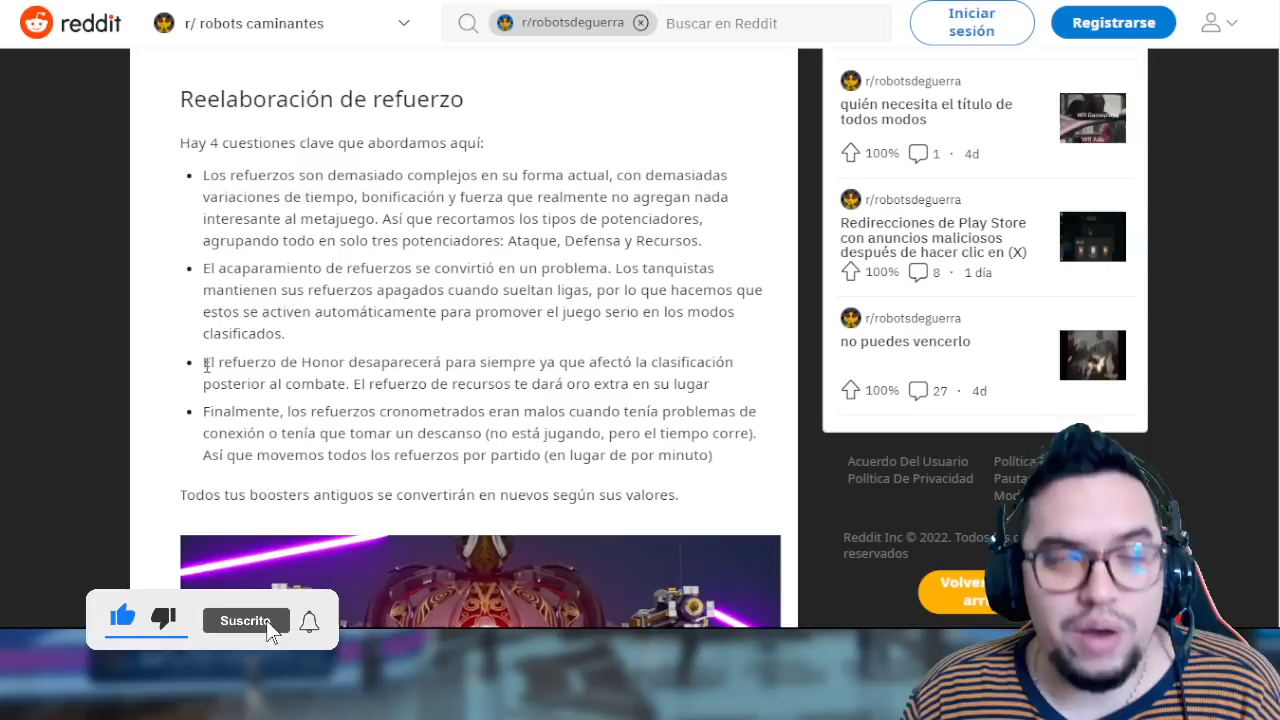 reddit
r/ robots camiantes
r/robotsdeguerra
Buscar en Reddit
Iniciar
sesión
Registrarse
Reelaboración de refuerzo
Hay 4 cuestiones clave que abordamos aquí:
Los refuerzos son demasiado complejos en su forma actual, con demasiadas
variaciones de tiempo, bonificación y fuerza que realmente no agregan nada
interesante al metajuego. Así que recortamos los tipos de potenciadores,
agrupando todo en solo tres potenciadores: Ataque, Defensa y Recursos.
El acaparamiento de refuerzos se convirtió en un problema. Los tanquistas
mantienen sus refuerzos apagados cuando sueltan ligas, por lo que hacemos que
estos se activen automáticamente para promover el juego serio en los modos
clasificados.
El refuerzo de Honor desaparecerá para siempre ya que afectó la clasificación
posterior al combate. El refuerzo de recursos te dará oro extra en su lugar
Finalmente, los refuerzos cronometrados eran malos cuando tenía problemas de
conexión o tenía que tomar un descanso (no está jugando, pero el tiempo corre).
Así que movemos todos los refuerzos por partido (en lugar de por minuto)
Todos tus boosters antiguos se convertirán en nuevos según sus valores.
r/robotsdeguerra
quién necesita el título de
todos modos
100% 1 · 4d
r/robotsdeguerra
Redirecciones de Play Store
con anuncios maliciosos
después de hacer clic en (X)
100% 8 · 1 día
r/robotsdeguerra
no puedes vencerlo
100% 27 · 4d
Acuerdo Del Usuario
Política De Privacidad
Política
Pauta
Mod
Reddit Inc © 2022. Todos
reservados
Volver
arri
Suscrito